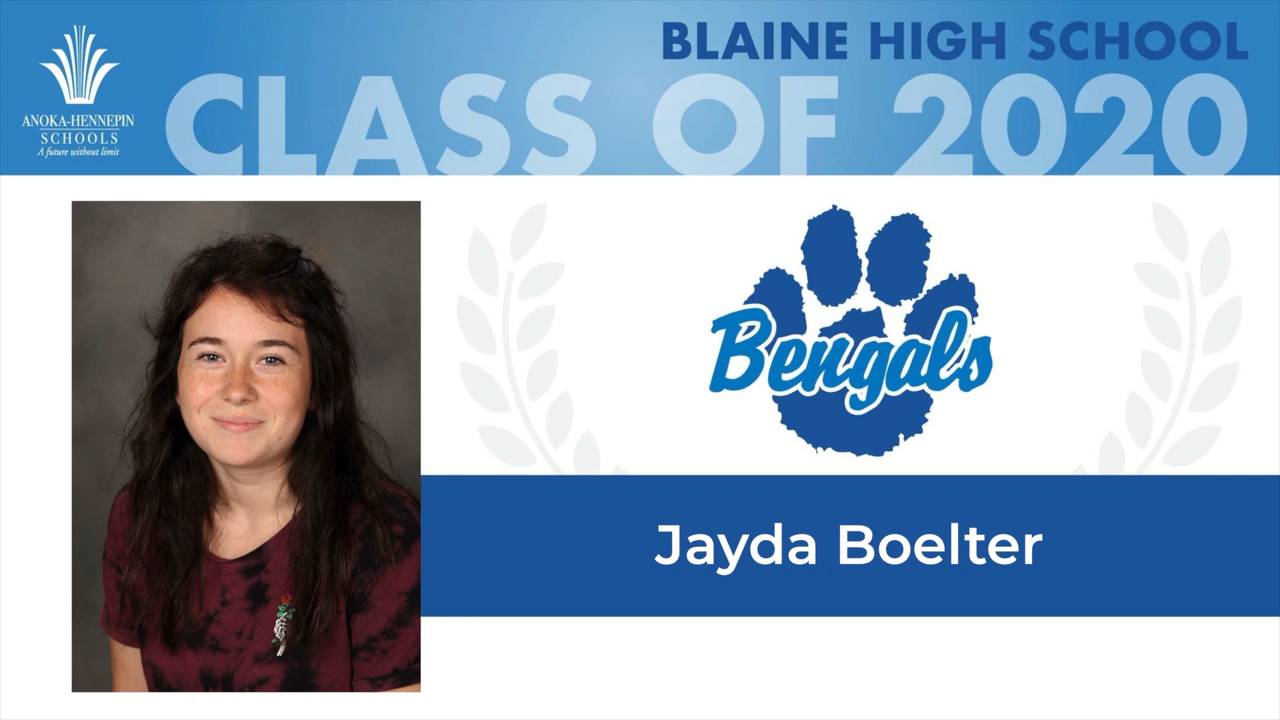 BLAINE HIGH SCHOOL
CLASS OF 2020
ANOKA-HENNEPIN
SCHOOLS
A future without limit
Bengals
Jayda Boelter